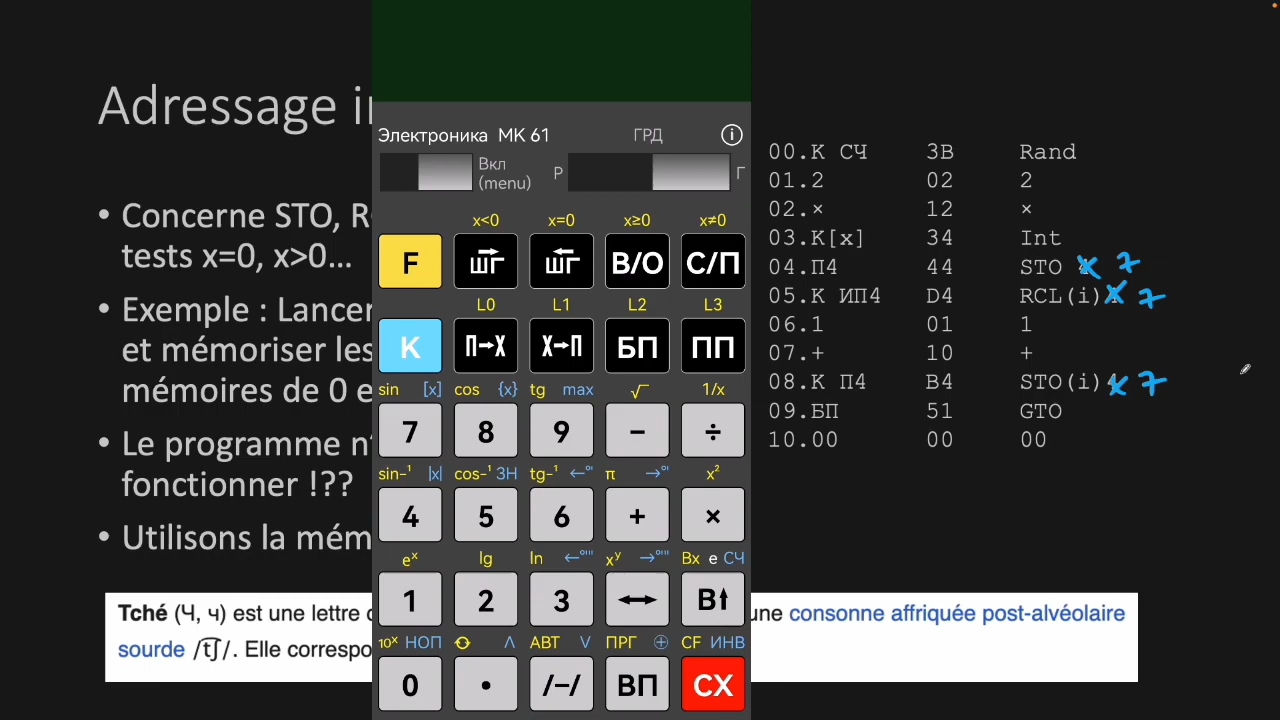 Adressage i
• Concerne STO, R
tests x=0, x>0…
• Exemple : Lancer
et mémoriser les
mémoires de 0 e
• Le programme n'
fonctionner !??
• Utilisons la mém
Tché (Ч, ч) est une lettre
une consonne affriquée post-alvéolaire
sourde /t͡ʃ/. Elle correspo
Электроника МК 61 ГРД
Вкл Р Г
(menu)
x<0 x=0 x≥0 x≠0
F ШГ ШГ В/О С/П
L0 L1 L2 L3
K П→X X→П БП ПП
sin [x] cos {x} tg max √ 1/x
7 8 9 − ÷
sin-¹ |x| cos-¹ ЗН tg-¹ ←°' π →°' x²
4 5 6 + ×
eˣ lg ln ←°'" xʸ →°'" Bx e СЧ
1 2 3 ↔ В↑
10ˣ НОП Λ АВТ V ПРГ ⊕ CF ИНВ
0 • /−/ ВП СХ
00.К СЧ 3B Rand
01.2 02 2
02.× 12 ×
03.К[x] 34 Int
04.П4 44 STO 4 7
05.К ИП4 D4 RCL(i)4 7
06.1 01 1
07.+ 10 +
08.К П4 B4 STO(i)4 7
09.БП 51 GTO
10.00 00 00